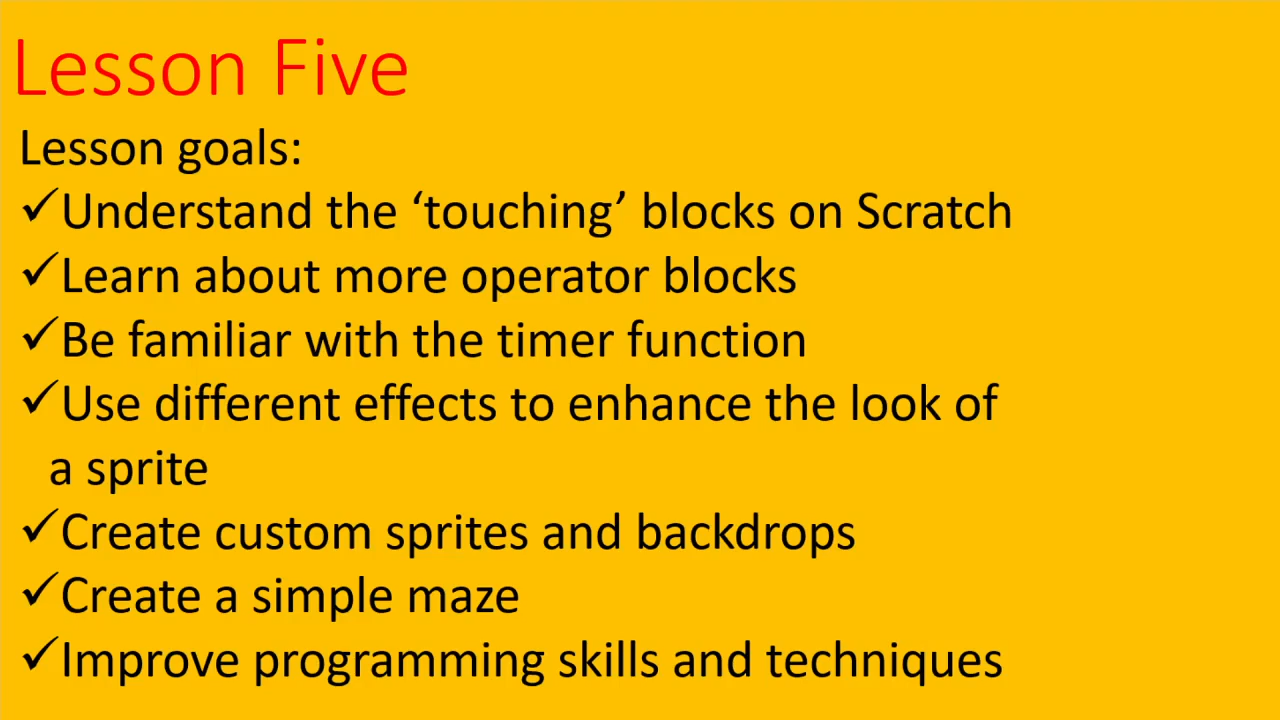 Lesson Five
Lesson goals:
✓Understand the ‘touching’ blocks on Scratch
✓Learn about more operator blocks
✓Be familiar with the timer function
✓Use different effects to enhance the look of
a sprite
✓Create custom sprites and backdrops
✓Create a simple maze
✓Improve programming skills and techniques